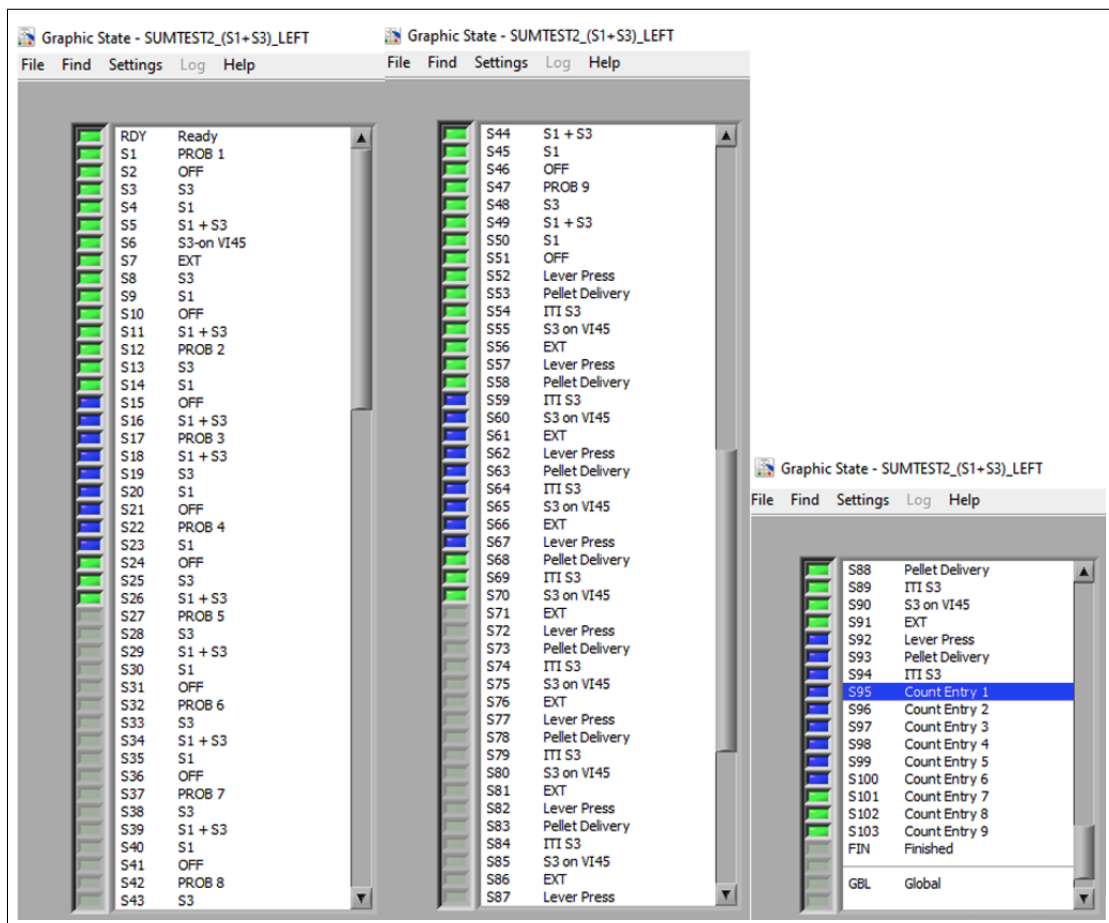 Graphic State - SUMTEST2_(S1+S3)_LEFT
File Find Settings Log Help
RDY Ready
S1 PROB 1
S2 OFF
S3 S3
S4 S1
S5 S1 + S3
S6 S3-on VI45
S7 EXT
S8 S3
S9 S1
S10 OFF
S11 S1 + S3
S12 PROB 2
S13 S3
S14 S1
S15 OFF
S16 S1 + S3
S17 PROB 3
S18 S1 + S3
S19 S3
S20 S1
S21 OFF
S22 PROB 4
S23 S1
S24 OFF
S25 S3
S26 S1 + S3
S27 PROB 5
S28 S3
S29 S1 + S3
S30 S1
S31 OFF
S32 PROB 6
S33 S3
S34 S1 + S3
S35 S1
S36 OFF
S37 PROB 7
S38 S3
S39 S1 + S3
S40 S1
S41 OFF
S42 PROB 8
S43 S3
Graphic State - SUMTEST2_(S1+S3)_LEFT
File Find Settings Log Help
S44 S1 + S3
S45 S1
S46 OFF
S47 PROB 9
S48 S3
S49 S1 + S3
S50 S1
S51 OFF
S52 Lever Press
S53 Pellet Delivery
S54 ITI S3
S55 S3 on VI45
S56 EXT
S57 Lever Press
S58 Pellet Delivery
S59 ITI S3
S60 S3 on VI45
S61 EXT
S62 Lever Press
S63 Pellet Delivery
S64 ITI S3
S65 S3 on VI45
S66 EXT
S67 Lever Press
S68 Pellet Delivery
S69 ITI S3
S70 S3 on VI45
S71 EXT
S72 Lever Press
S73 Pellet Delivery
S74 ITI S3
S75 S3 on VI45
S76 EXT
S77 Lever Press
S78 Pellet Delivery
S79 ITI S3
S80 S3 on VI45
S81 EXT
S82 Lever Press
S83 Pellet Delivery
S84 ITI S3
S85 S3 on VI45
S86 EXT
S87 Lever Press
Graphic State - SUMTEST2_(S1+S3)_LEFT
File Find Settings Log Help
S88 Pellet Delivery
S89 ITI S3
S90 S3 on VI45
S91 EXT
S92 Lever Press
S93 Pellet Delivery
S94 ITI S3
S95 Count Entry 1
S96 Count Entry 2
S97 Count Entry 3
S98 Count Entry 4
S99 Count Entry 5
S100 Count Entry 6
S101 Count Entry 7
S102 Count Entry 8
S103 Count Entry 9
FIN Finished
GBL Global